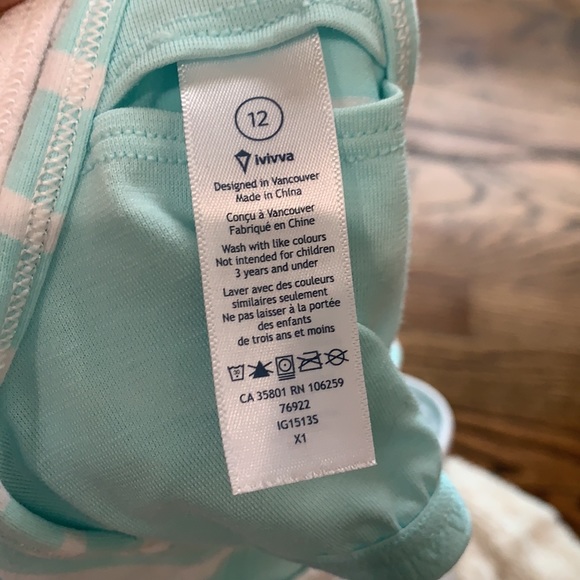 12
ivivva
Designed in Vancouver
Made in China
Conçu à Vancouver
Fabriqué en Chine
Wash with like colours
Not intended for children
3 years and under
Laver avec des couleurs
similaires seulement
Ne pas laisser à la portée
des enfants
de trois ans et moins
CA 35801 RN 106259
76922
IG1513S
X1